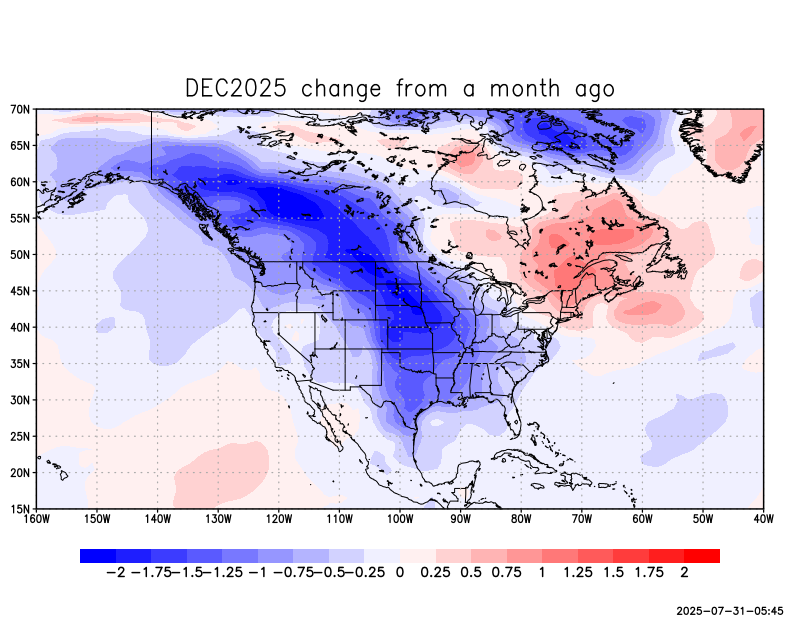 DEC2025 change from a month ago
70N
65N
60N
55N
50N
45N
40N
35N
30N
25N
20N
15N
160W 150W 140W 130W 120W 110W 100W 90W 80W 70W 60W 50W 40W
−2 −1.75 −1.5 −1.25 −1 −0.75 −0.5 −0.25 0 0.25 0.5 0.75 1 1.25 1.5 1.75 2
2025-07-31-05:45